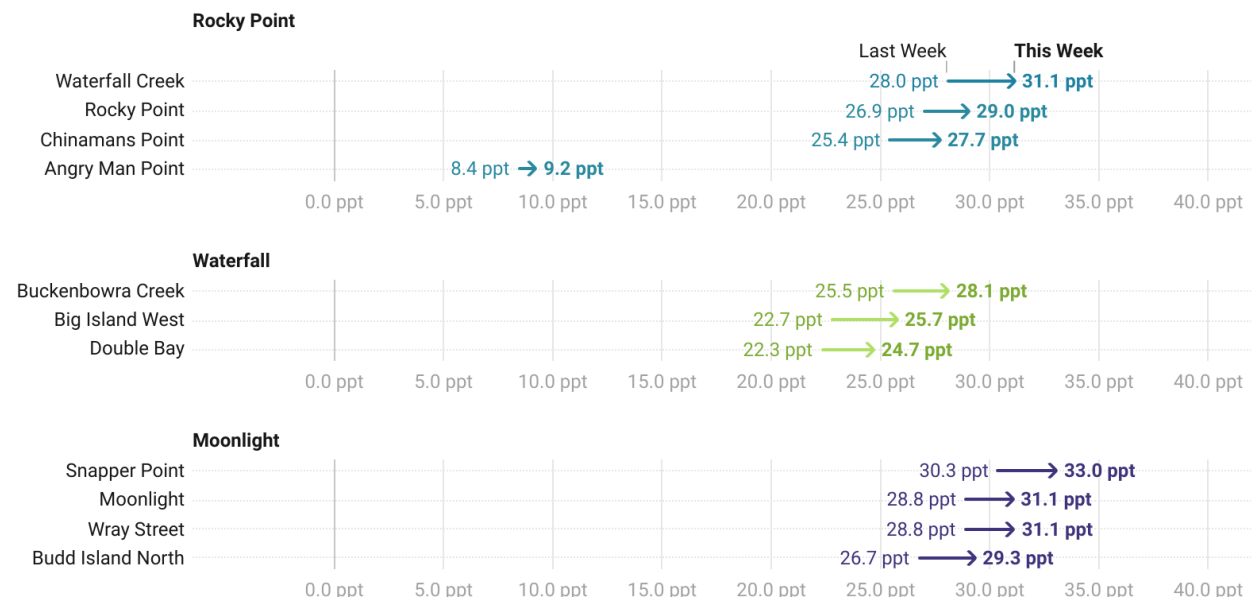 Rocky Point
Last Week This Week
Waterfall Creek 28.0 ppt 31.1 ppt
Rocky Point 26.9 ppt 29.0 ppt
Chinamans Point 25.4 ppt 27.7 ppt
Angry Man Point 8.4 ppt 9.2 ppt
0.0 ppt 5.0 ppt 10.0 ppt 15.0 ppt 20.0 ppt 25.0 ppt 30.0 ppt 35.0 ppt 40.0 ppt
Waterfall
Buckenbowra Creek 25.5 ppt 28.1 ppt
Big Island West 22.7 ppt 25.7 ppt
Double Bay 22.3 ppt 24.7 ppt
0.0 ppt 5.0 ppt 10.0 ppt 15.0 ppt 20.0 ppt 25.0 ppt 30.0 ppt 35.0 ppt 40.0 ppt
Moonlight
Snapper Point 30.3 ppt 33.0 ppt
Moonlight 28.8 ppt 31.1 ppt
Wray Street 28.8 ppt 31.1 ppt
Budd Island North 26.7 ppt 29.3 ppt
0.0 ppt 5.0 ppt 10.0 ppt 15.0 ppt 20.0 ppt 25.0 ppt 30.0 ppt 35.0 ppt 40.0 ppt